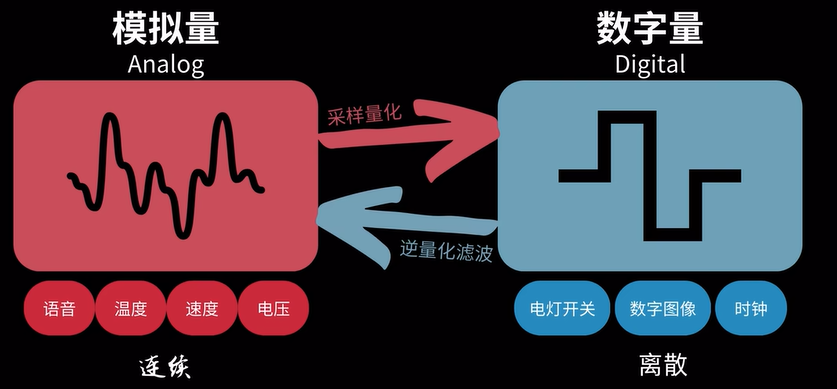 模拟量
Analog
数字量
Digital
采样量化
逆量化滤波
语音 温度 速度 电压
电灯开关 数字图像 时钟
连续
离散